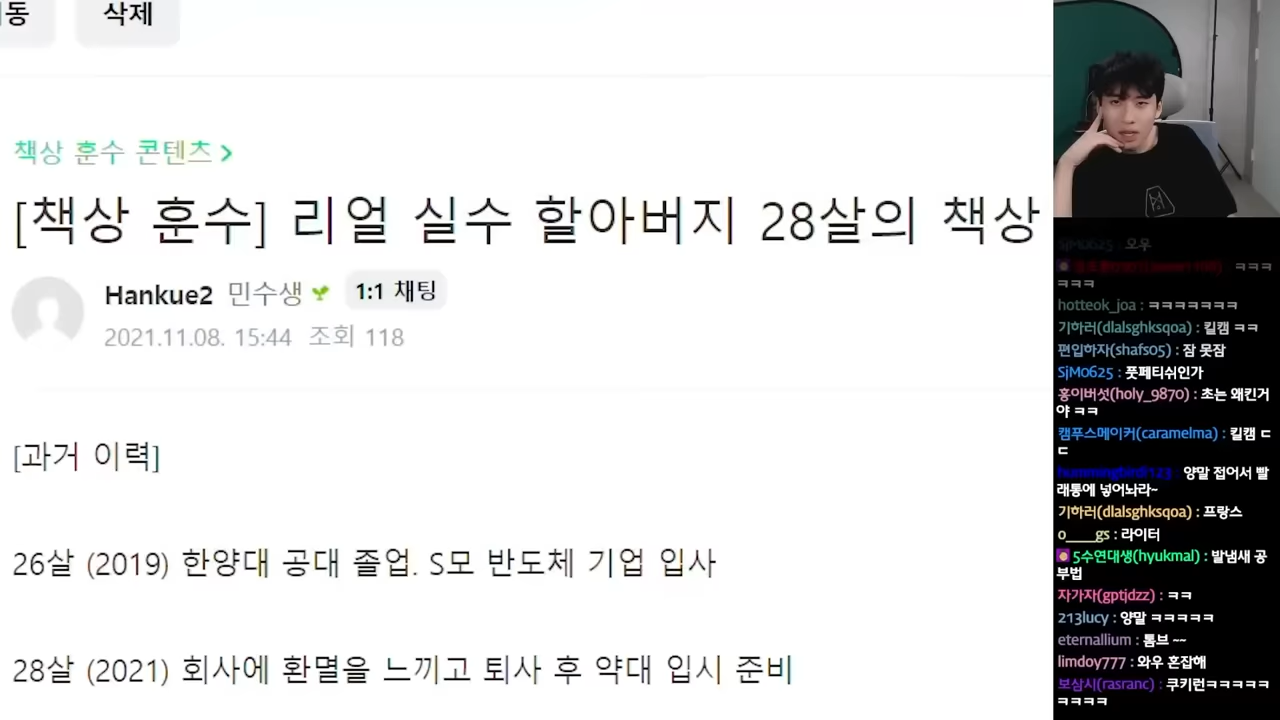 동
삭제
책상 훈수 콘텐츠 >
[책상 훈수] 리얼 실수 할아버지 28살의 책상
Hankue2 민수생 1:1 채팅
2021.11.08. 15:44 조회 118
[과거 이력]
26살 (2019) 한양대 공대 졸업. S모 반도체 기업 입사
28살 (2021) 회사에 환멸을 느끼고 퇴사 후 약대 입시 준비
SjM0625 : 오우
ㅋㅋㅋ
ㅋㅋㅋ
hotteok_joa : ㅋㅋㅋㅋㅋㅋㅋ
기하러(dlalsghksqoa) : 킬캠 ㅋㅋ
편입하자(shafs05) : 잠 못잠
SjM0625 : 풋페티쉬인가
홍이버섯(holy_9870) : 초는 왜킨거
야 ㅋㅋ
캠푸스메이커(caramelma) : 킬캠 ㄷ
ㄷ
양말 접어서 빨
래통에 넣어놔라~
기하러(dlalsghksqoa) : 프랑스
o____gs : 라이터
5수연대생(hyukmal) : 발냄새 공
부법
자가자(gptjdzz) : ㅋㅋ
213lucy : 양말 ㅋㅋㅋㅋㅋ
eternallium : 톰브 ~~
limdoy777 : 와우 혼잡해
보삼시(rasranc) : 쿠키런ㅋㅋㅋㅋㅋ
ㅋㅋㅋㅋ